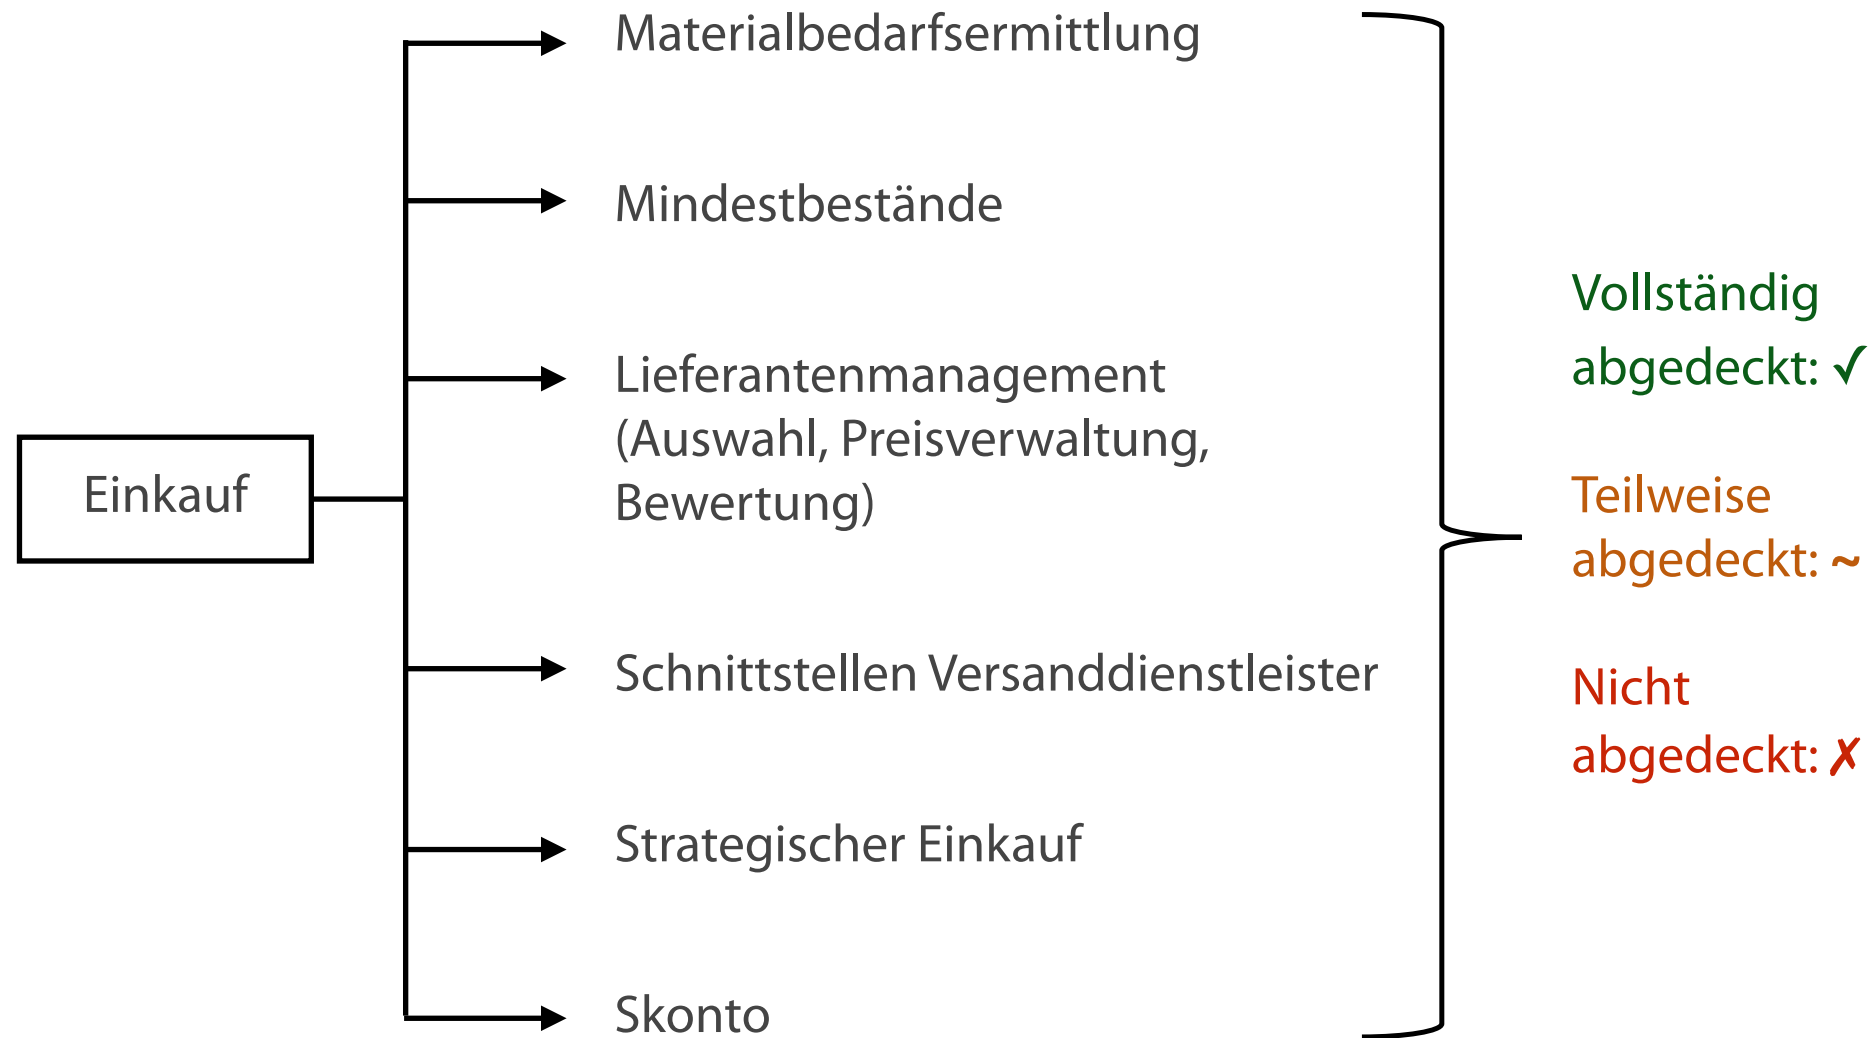 Einkauf
Materialbedarfsermittlung
Mindestbestände
Lieferantenmanagement
(Auswahl, Preisverwaltung,
Bewertung)
Schnittstellen Versanddienstleister
Strategischer Einkauf
Skonto
Vollständig
abgedeckt: ✓
Teilweise
abgedeckt: ~
Nicht
abgedeckt: ✗